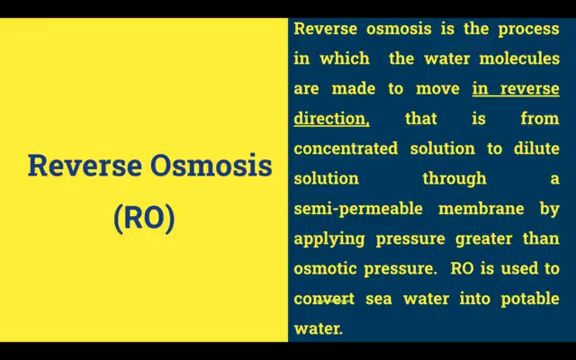 Reverse Osmosis
(RO)
Reverse osmosis is the process
in which the water molecules
are made to move in reverse
direction, that is from
concentrated solution to dilute
solution through a
semi-permeable membrane by
applying pressure greater than
osmotic pressure. RO is used to
convert sea water into potable
water.